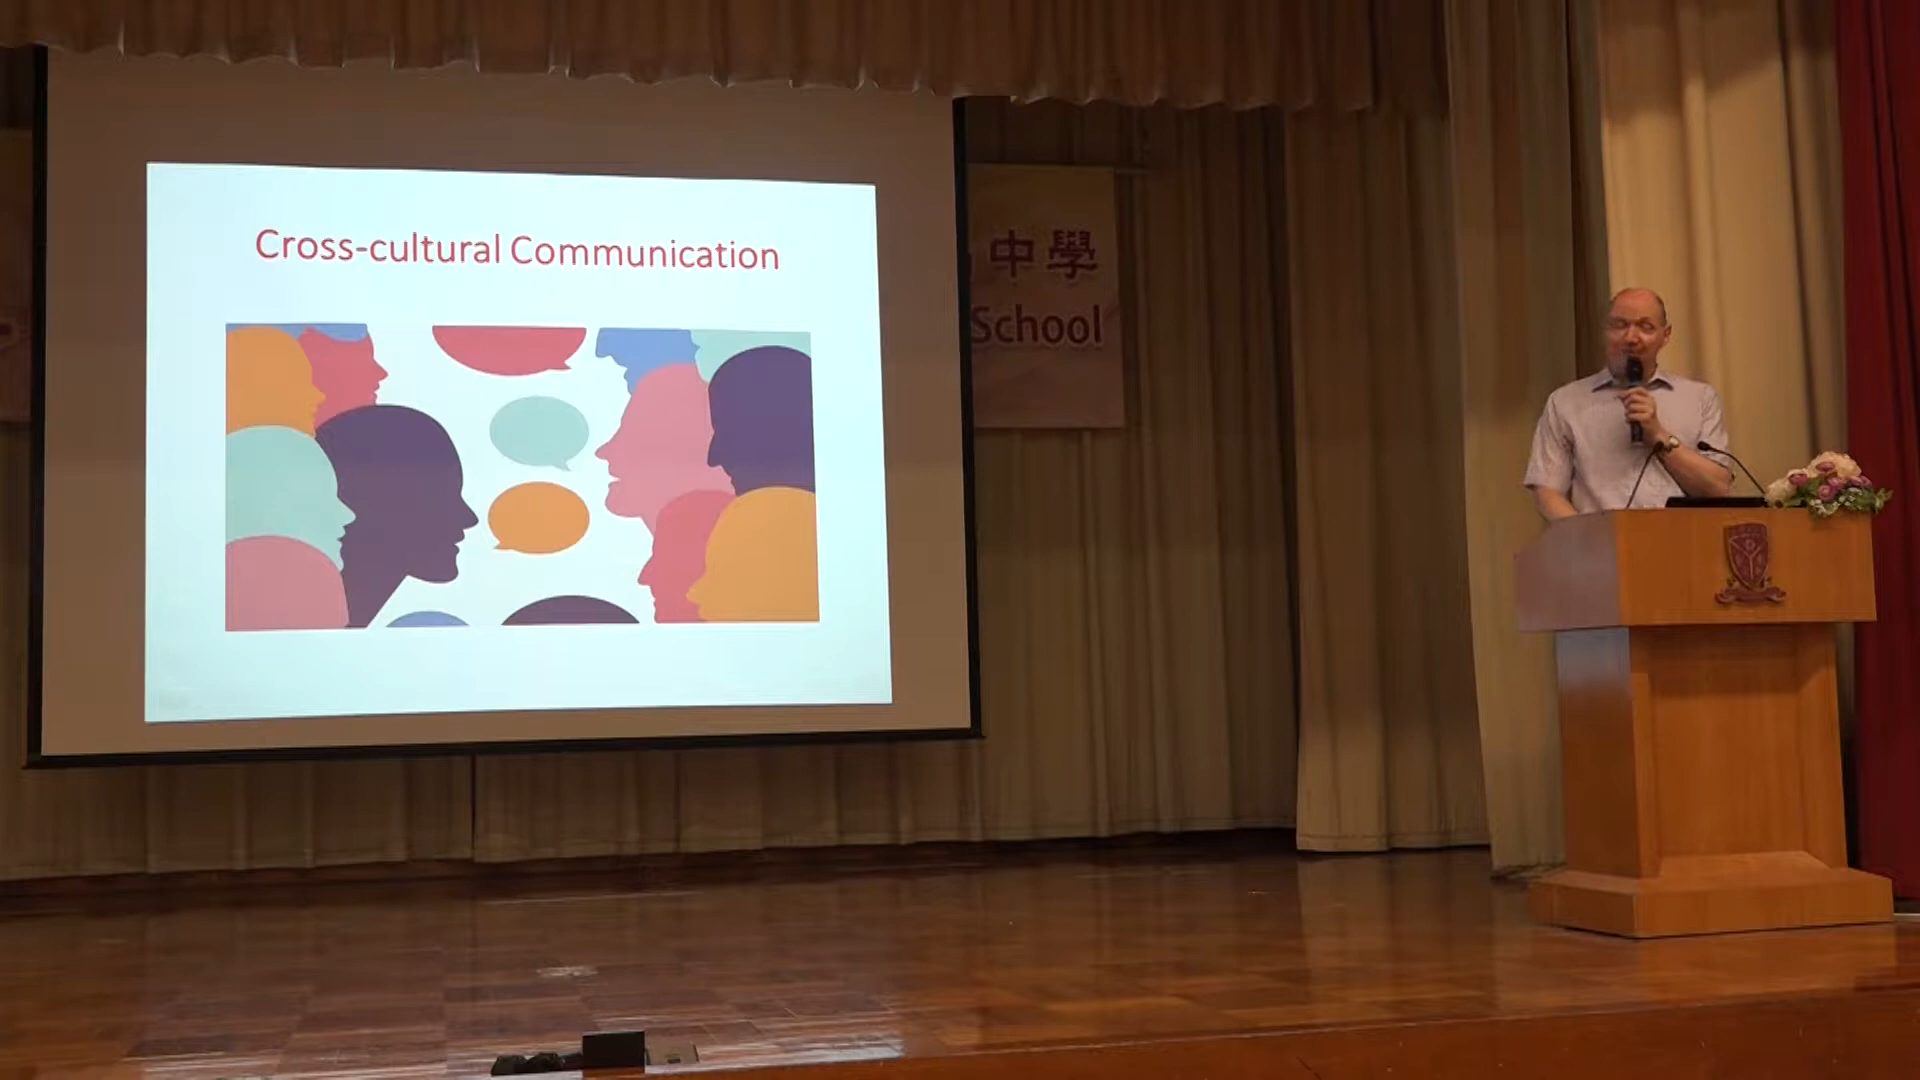 Cross-cultural Communication
中學
School